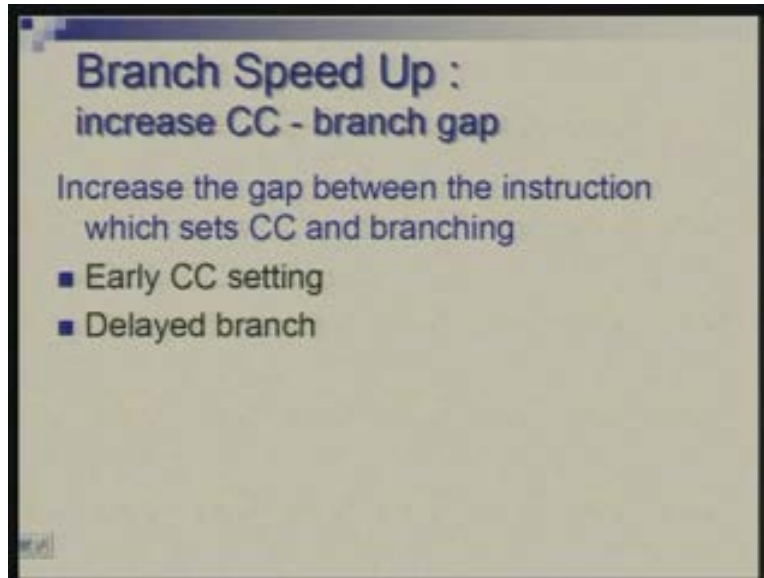 Branch Speed Up :
increase CC - branch gap
Increase the gap between the instruction
which sets CC and branching
Early CC setting
Delayed branch